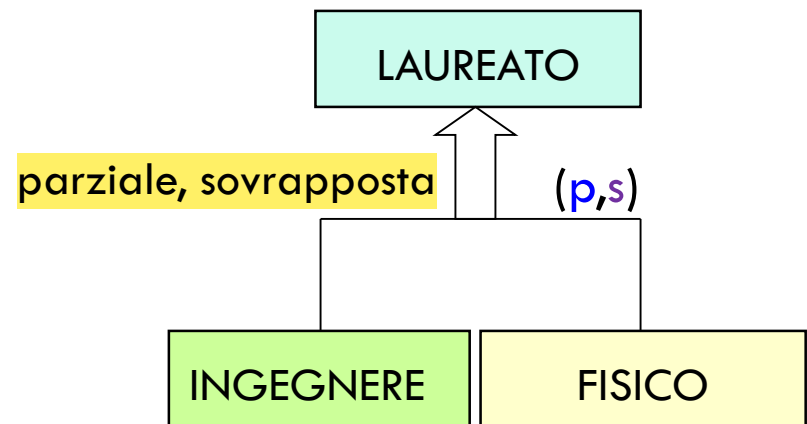 LAUREATO
parziale, sovrapposta
(p,s)
INGEGNERE
FISICO